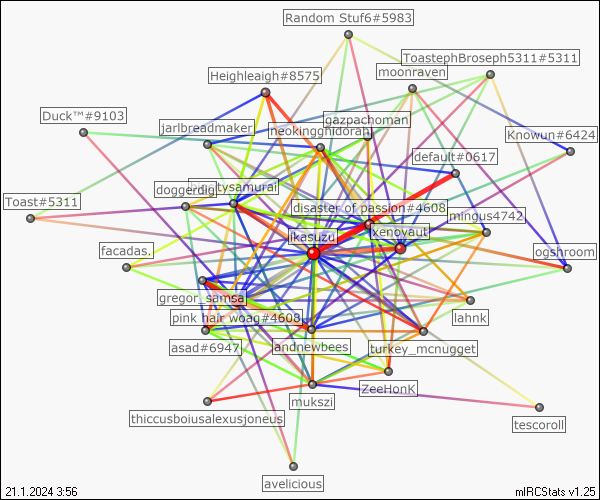 Random Stuf6#5983
ToastephBroseph5311#5311
moonraven
Heighleaigh#8575
Duck™#9103
gazpachoman
jarlbreadmaker
neokingghidorah
Knowun#6424
default#0617
doggerdig
tysamurai
Toast#5311
disaster of passion#4608
mingus4742
ikasuzu
xenoyaut
facadas.
ogshroom
gregor_samsa
lahnk
pink hair woag#4608
asad#6947
andnewbees
turkey_mcnugget
ZeeHonK
mukszi
thiccusboiusalexusjoneus
tescoroll
avelicious
21.1.2024 3:56
mIRCStats v1.25